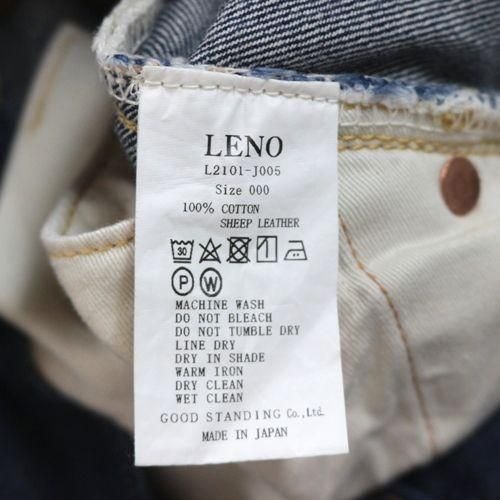 LENO
L2101-J005
Size 000
100% COTTON
SHEEP LEATHER
30
P W
MACHINE WASH
DO NOT BLEACH
DO NOT TUMBLE DRY
LINE DRY
DRY IN SHADE
WARM IRON
DRY CLEAN
WET CLEAN
GOOD STANDING Co.,Ltd.
MADE IN JAPAN